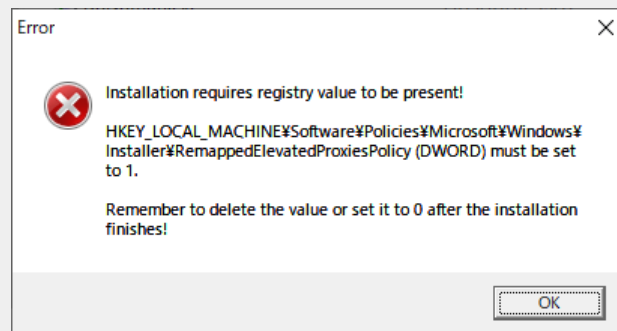 Error
Installation requires registry value to be present!
HKEY_LOCAL_MACHINE¥Software¥Policies¥Microsoft¥Windows¥
Installer¥RemappedElevatedProxiesPolicy (DWORD) must be set
to 1.
Remember to delete the value or set it to 0 after the installation
finishes!
OK